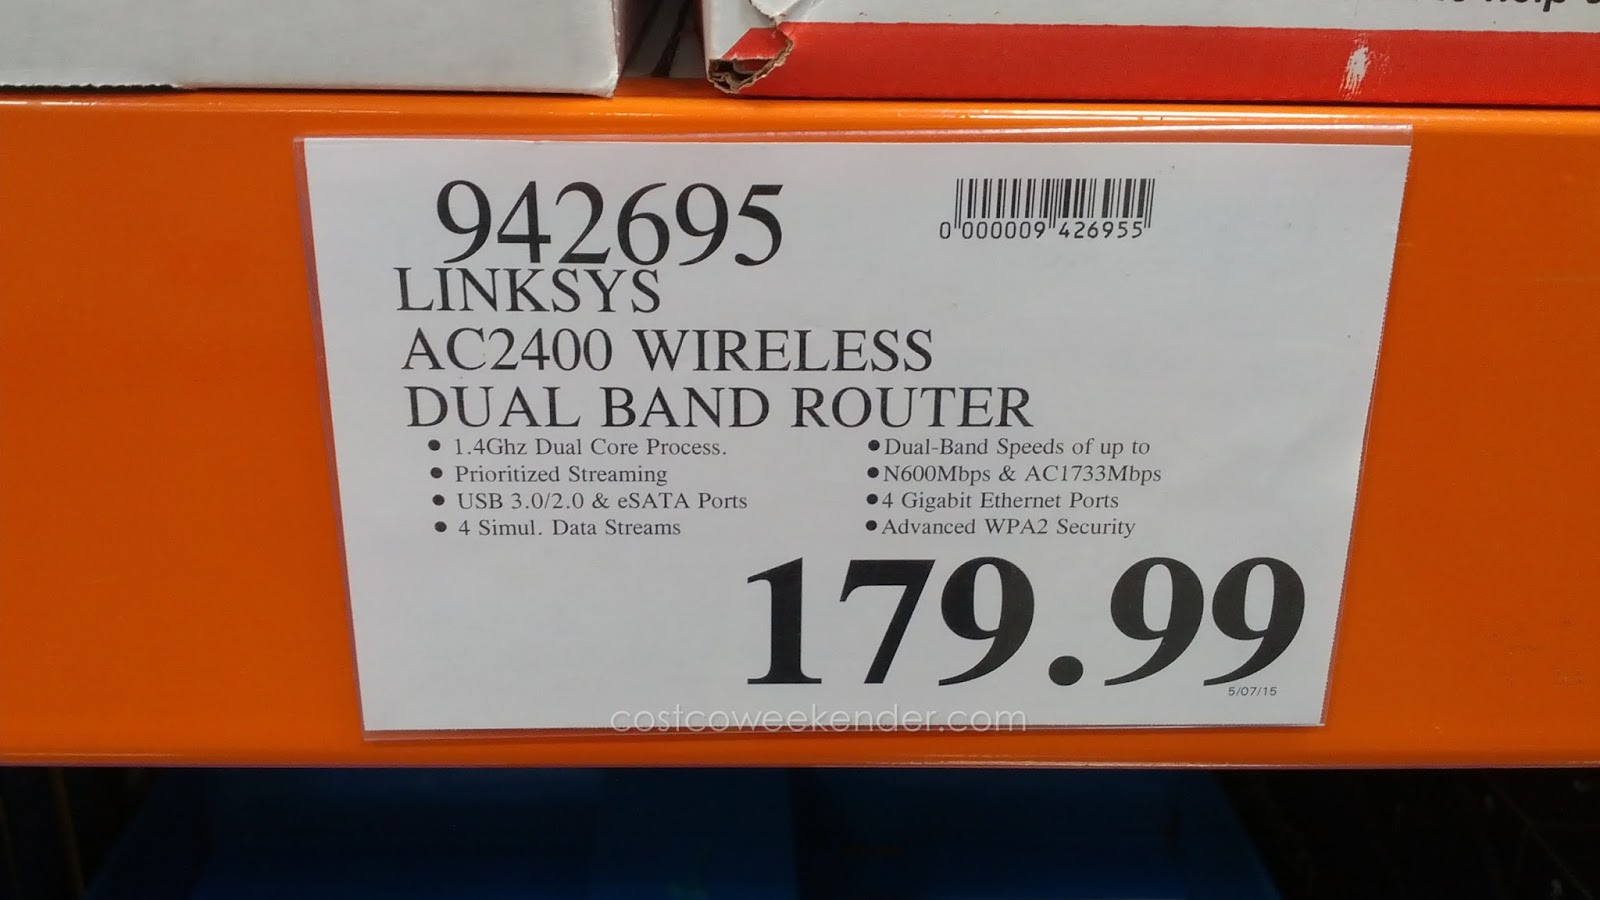 942695
0 000009 426955
LINKSYS
AC2400 WIRELESS
DUAL BAND ROUTER
• 1.4Ghz Dual Core Process.
• Prioritized Streaming
• USB 3.0/2.0 & eSATA Ports
• 4 Simul. Data Streams
• Dual-Band Speeds of up to
• N600Mbps & AC1733Mbps
• 4 Gigabit Ethernet Ports
• Advanced WPA2 Security
179.99
5/07/15
costcoweekender.com